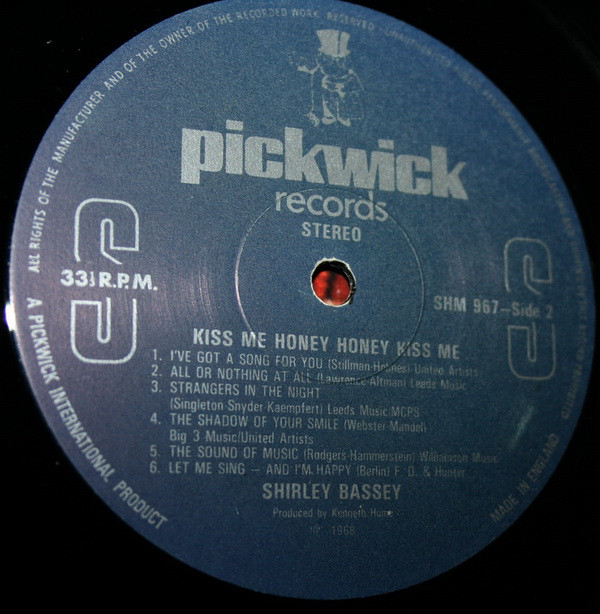 ALL RIGHTS OF THE MANUFACTURER AND OF THE OWNER OF THE RECORDED WORK RESERVED
pickwick
records
STEREO
33⅓ R.P.M.
SHM 967–Side 2
KISS ME HONEY HONEY KISS ME
1. I'VE GOT A SONG FOR YOU (Stillman-Holmes) United Artists
2. ALL OR NOTHING AT ALL (Lawrence-Altman) Leeds Music
3. STRANGERS IN THE NIGHT
(Singleton-Snyder-Kaempfert) Leeds Music/MCPS
4. THE SHADOW OF YOUR SMILE (Webster-Mandel)
Big 3 Music/United Artists
5. THE SOUND OF MUSIC (Rodgers-Hammerstein) Williamson Music
6. LET ME SING – AND I'M HAPPY (Berlin) F. D. & Hunter
SHIRLEY BASSEY
Produced by Kenneth Hume
1968
A PICKWICK INTERNATIONAL PRODUCT
MADE IN ENGLAND